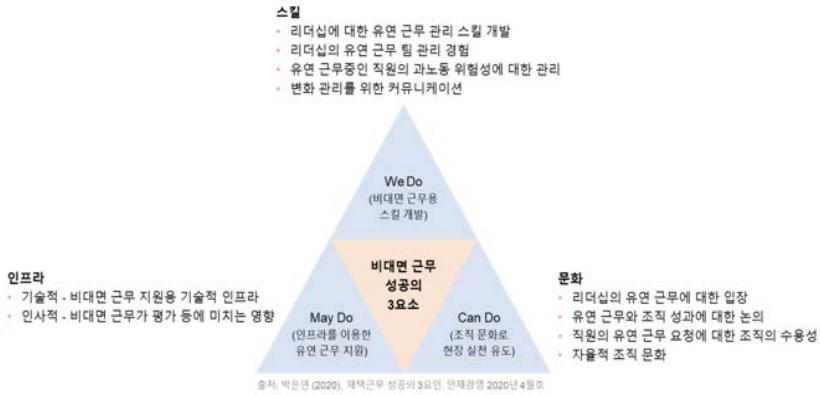 스킬
• 리더십에 대한 유연 근무 관리 스킬 개발
• 리더십의 유연 근무 팀 관리 경험
• 유연 근무중인 직원의 과노동 위험성에 대한 관리
• 변화 관리를 위한 커뮤니케이션
We Do
(비대면 근무용
스킬 개발)
비대면 근무
성공의
3요소
인프라
• 기술적 - 비대면 근무 지원용 기술적 인프라
• 인사적 - 비대면 근무가 평가 등에 미치는 영향
May Do
(인프라를 이용한
유연 근무 지원)
Can Do
(조직 문화로
현장 실천 유도)
문화
• 리더십의 유연 근무에 대한 입장
• 유연 근무와 조직 성과에 대한 논의
• 직원의 유연 근무 요청에 대한 조직의 수용성
• 자율적 조직 문화
출처: 박은연 (2020), 재택근무 성공의 3요인, 인재경영 2020년 4월호